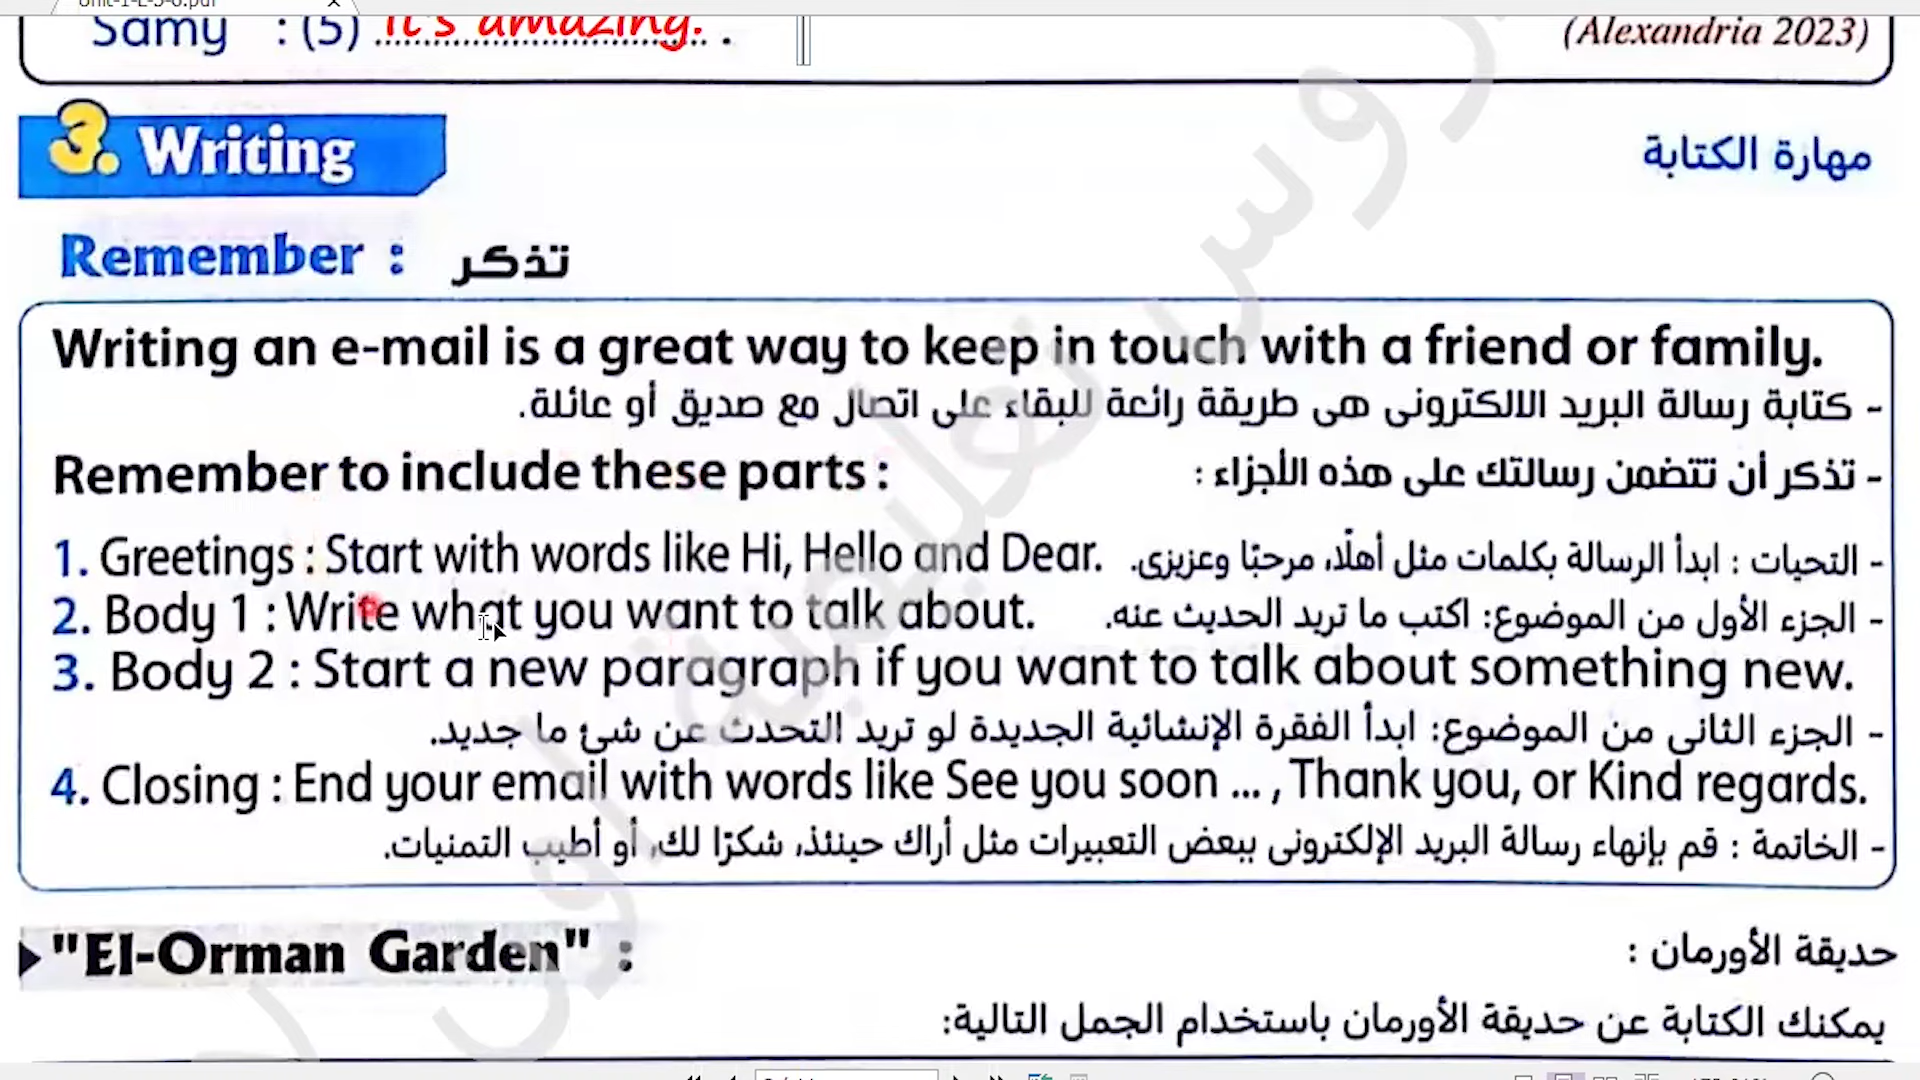 Unit-1-L-5-6.pdf
Samy : (5) it's amazing. .
(Alexandria 2023)
3. Writing
مهارة الكتابة
Remember : تذكر
Writing an e-mail is a great way to keep in touch with a friend or family.
- كتابة رسالة البريد الالكترونى هى طريقة رائعة للبقاء على اتصال مع صديق أو عائلة.
Remember to include these parts :
- تذكر أن تتضمن رسالتك على هذه الأجزاء :
1. Greetings : Start with words like Hi, Hello and Dear.
- التحيات : ابدأ الرسالة بكلمات مثل أهلًا، مرحبًا وعزيزى.
2. Body 1 : Write what you want to talk about.
- الجزء الأول من الموضوع: اكتب ما تريد الحديث عنه.
3. Body 2 : Start a new paragraph if you want to talk about something new.
- الجزء الثانى من الموضوع: ابدأ الفقرة الإنشائية الجديدة لو تريد التحدث عن شئ ما جديد.
4. Closing : End your email with words like See you soon ... , Thank you, or Kind regards.
- الخاتمة : قم بإنهاء رسالة البريد الإلكترونى ببعض التعبيرات مثل أراك حينئذ، شكرًا لك، أو أطيب التمنيات.
"El-Orman Garden" :
حديقة الأورمان :
يمكنك الكتابة عن حديقة الأورمان باستخدام الجمل التالية: